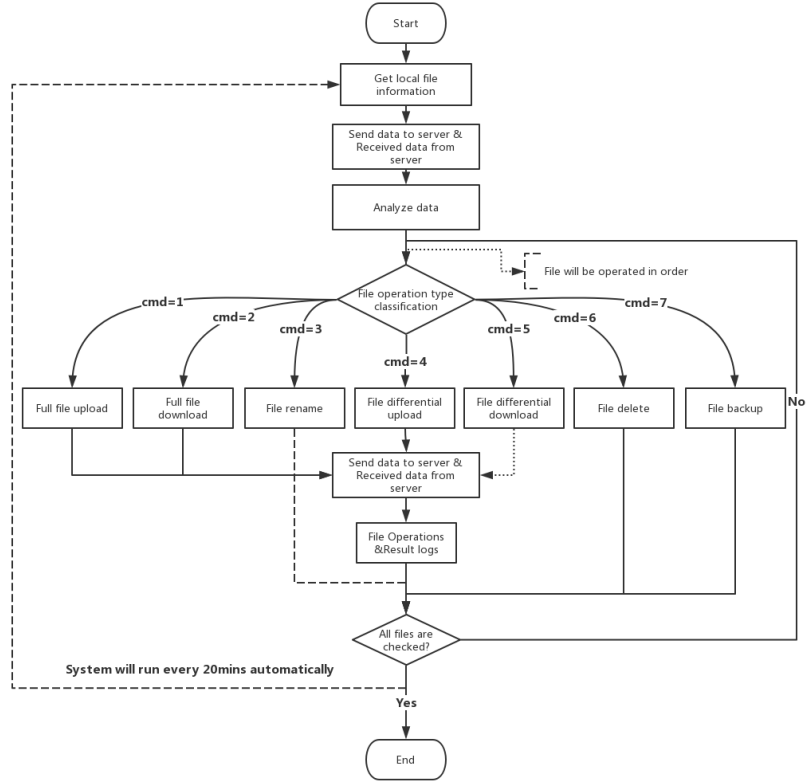 Start
Get local file
information
Send data to server &
Received data from
server
Analyze data
File will be operated in order
File operation type
classification
cmd=1
cmd=2
cmd=3
cmd=4
cmd=5
cmd=6
cmd=7
Full file upload
Full file
download
File rename
File differential
upload
File differential
download
File delete
File backup
No
Send data to server &
Received data from
server
File Operations
&Result logs
All files are
checked?
System will run every 20mins automatically
Yes
End